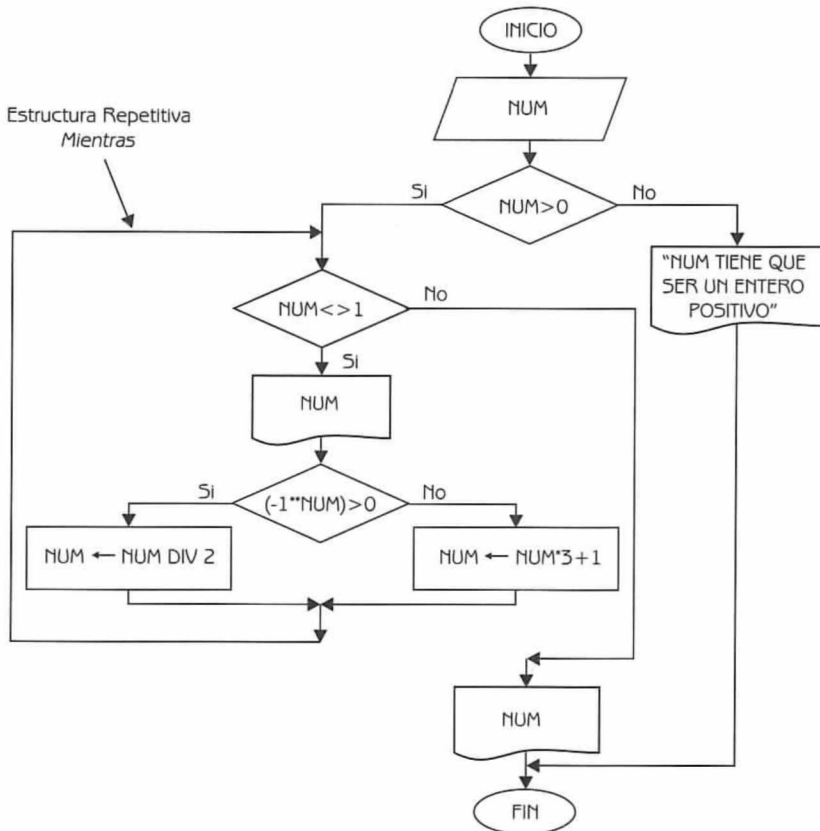 INICIO
NUM
Estructura Repetitiva
Mientras
Si
No
NUM>0
"NUM TIENE QUE
SER UN ENTERO
POSITIVO"
NUM<>1
No
Si
NUM
Si
No
(-1**NUM)>0
NUM ← NUM DIV 2
NUM ← NUM*3+1
NUM
FIN